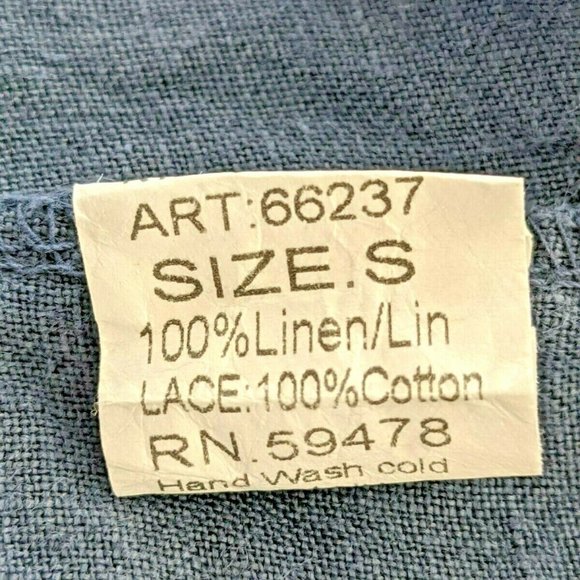 ART:66237
SIZE.S
100%Linen/Lin
LACE:100%Cotton
RN.59478
Hand Wash cold